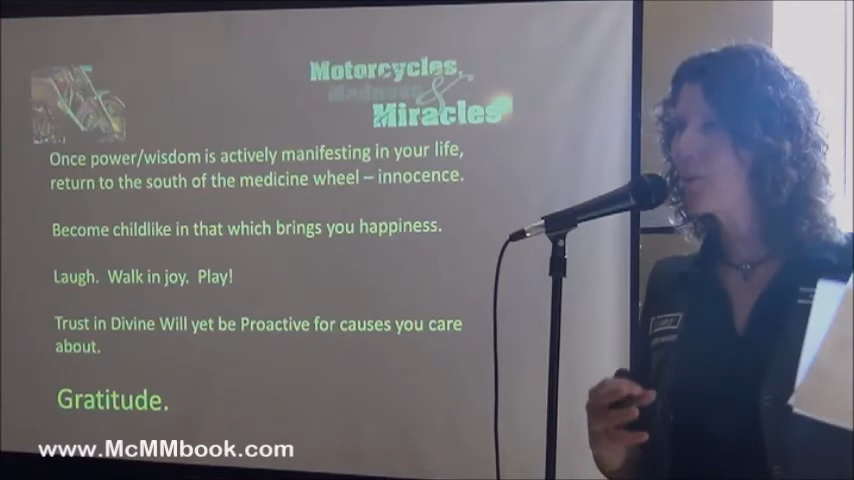 Motorcycles,
Madness &
Miracles
Once power/wisdom is actively manifesting in your life,
return to the south of the medicine wheel – innocence.
Become childlike in that which brings you happiness.
Laugh. Walk in joy. Play!
Trust in Divine Will yet be Proactive for causes you care
about.
Gratitude.
www.McMMbook.com